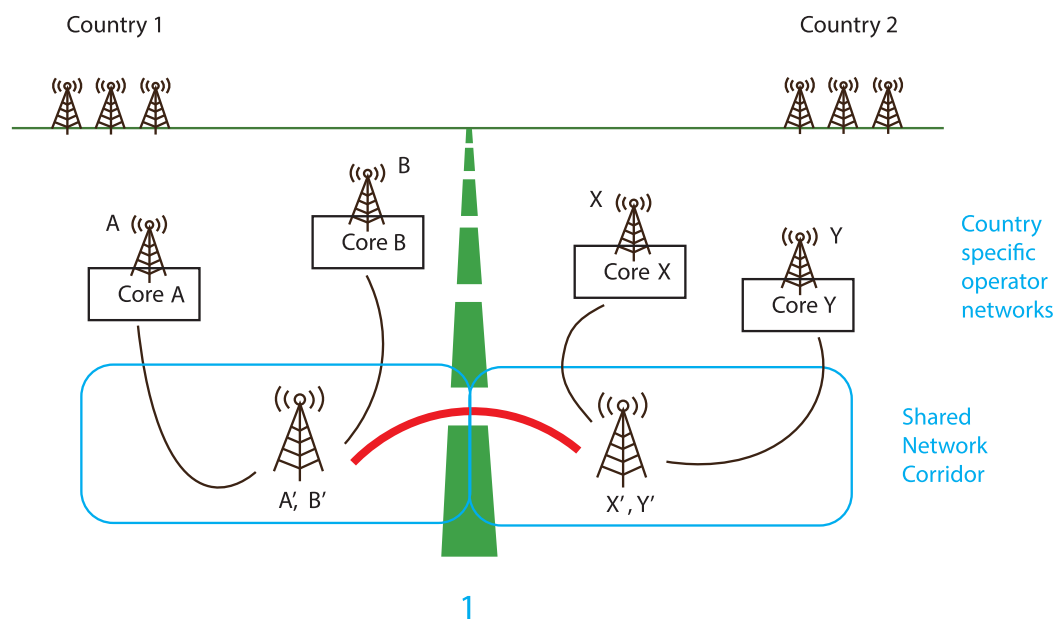 Country 1
Country 2
B
A
X
Y
Core B
Core A
Core X
Core Y
Country
specific
operator
networks
Shared
Network
Corridor
A’, B’
X’, Y’
1